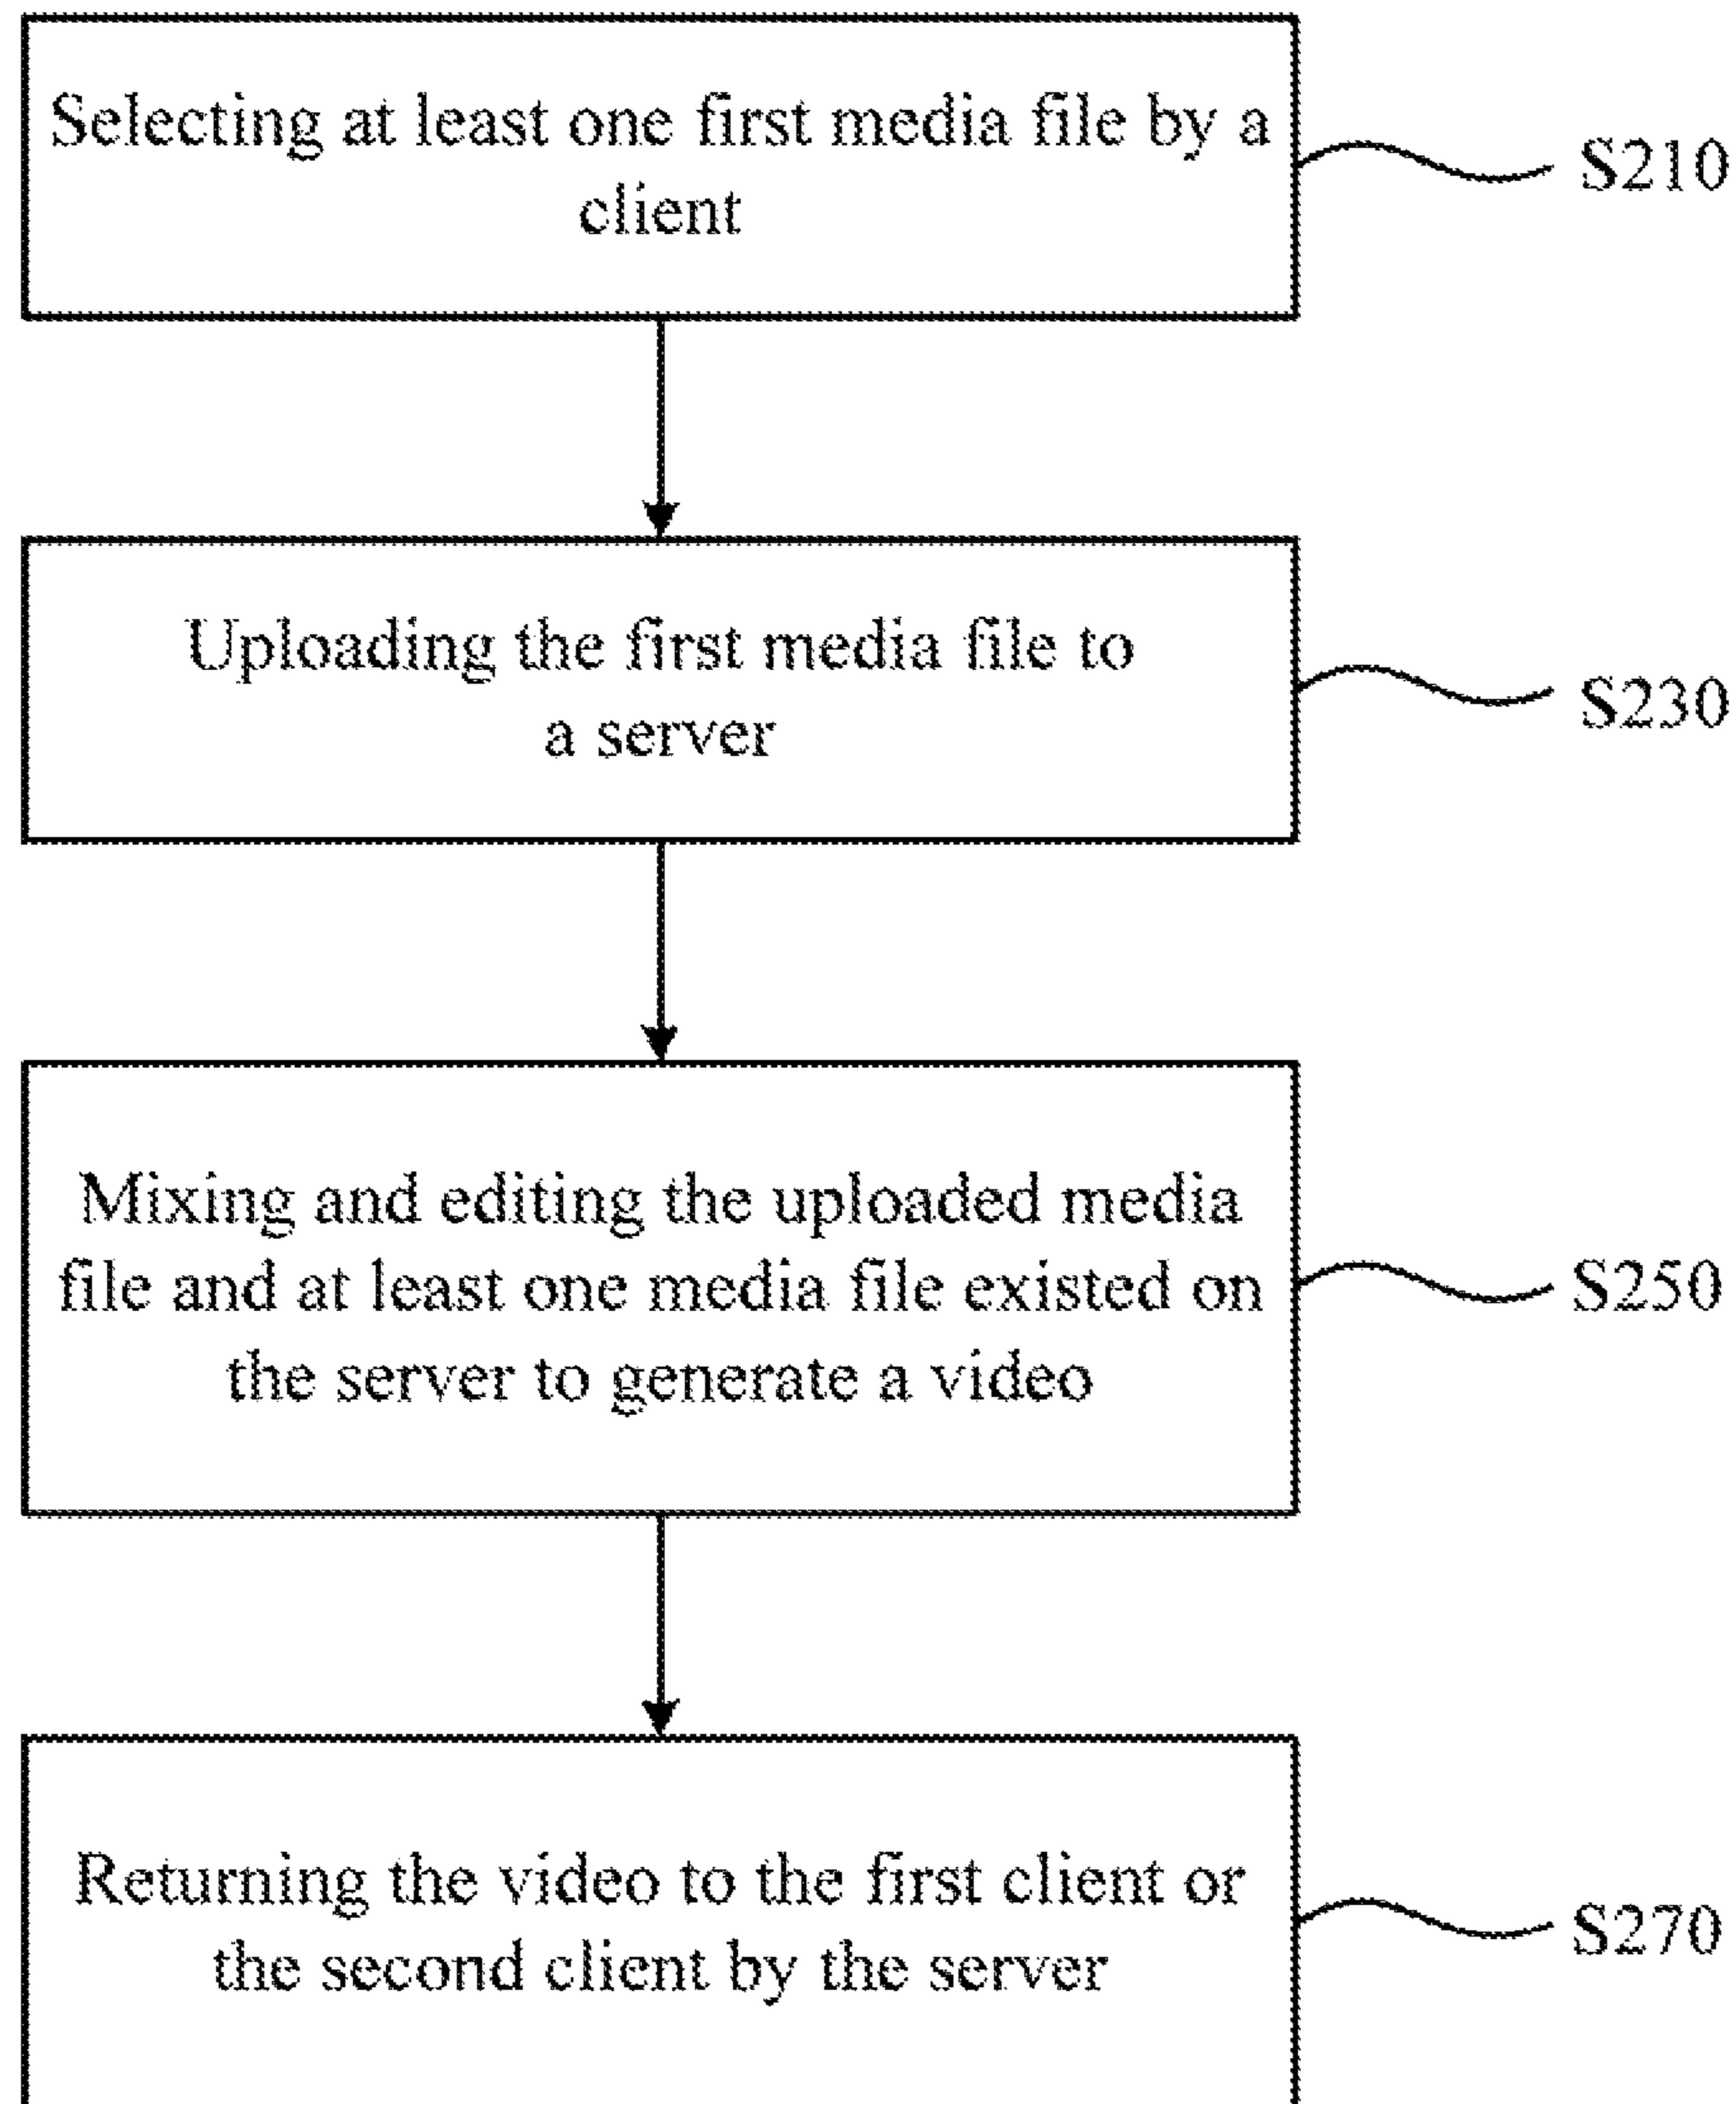 Selecting at least one first media file by a
client
S210
Uploading the first media file to
a server
S230
Mixing and editing the uploaded media
file and at least one media file existed on
the server to generate a video
S250
Returning the video to the first client or
the second client by the server
S270